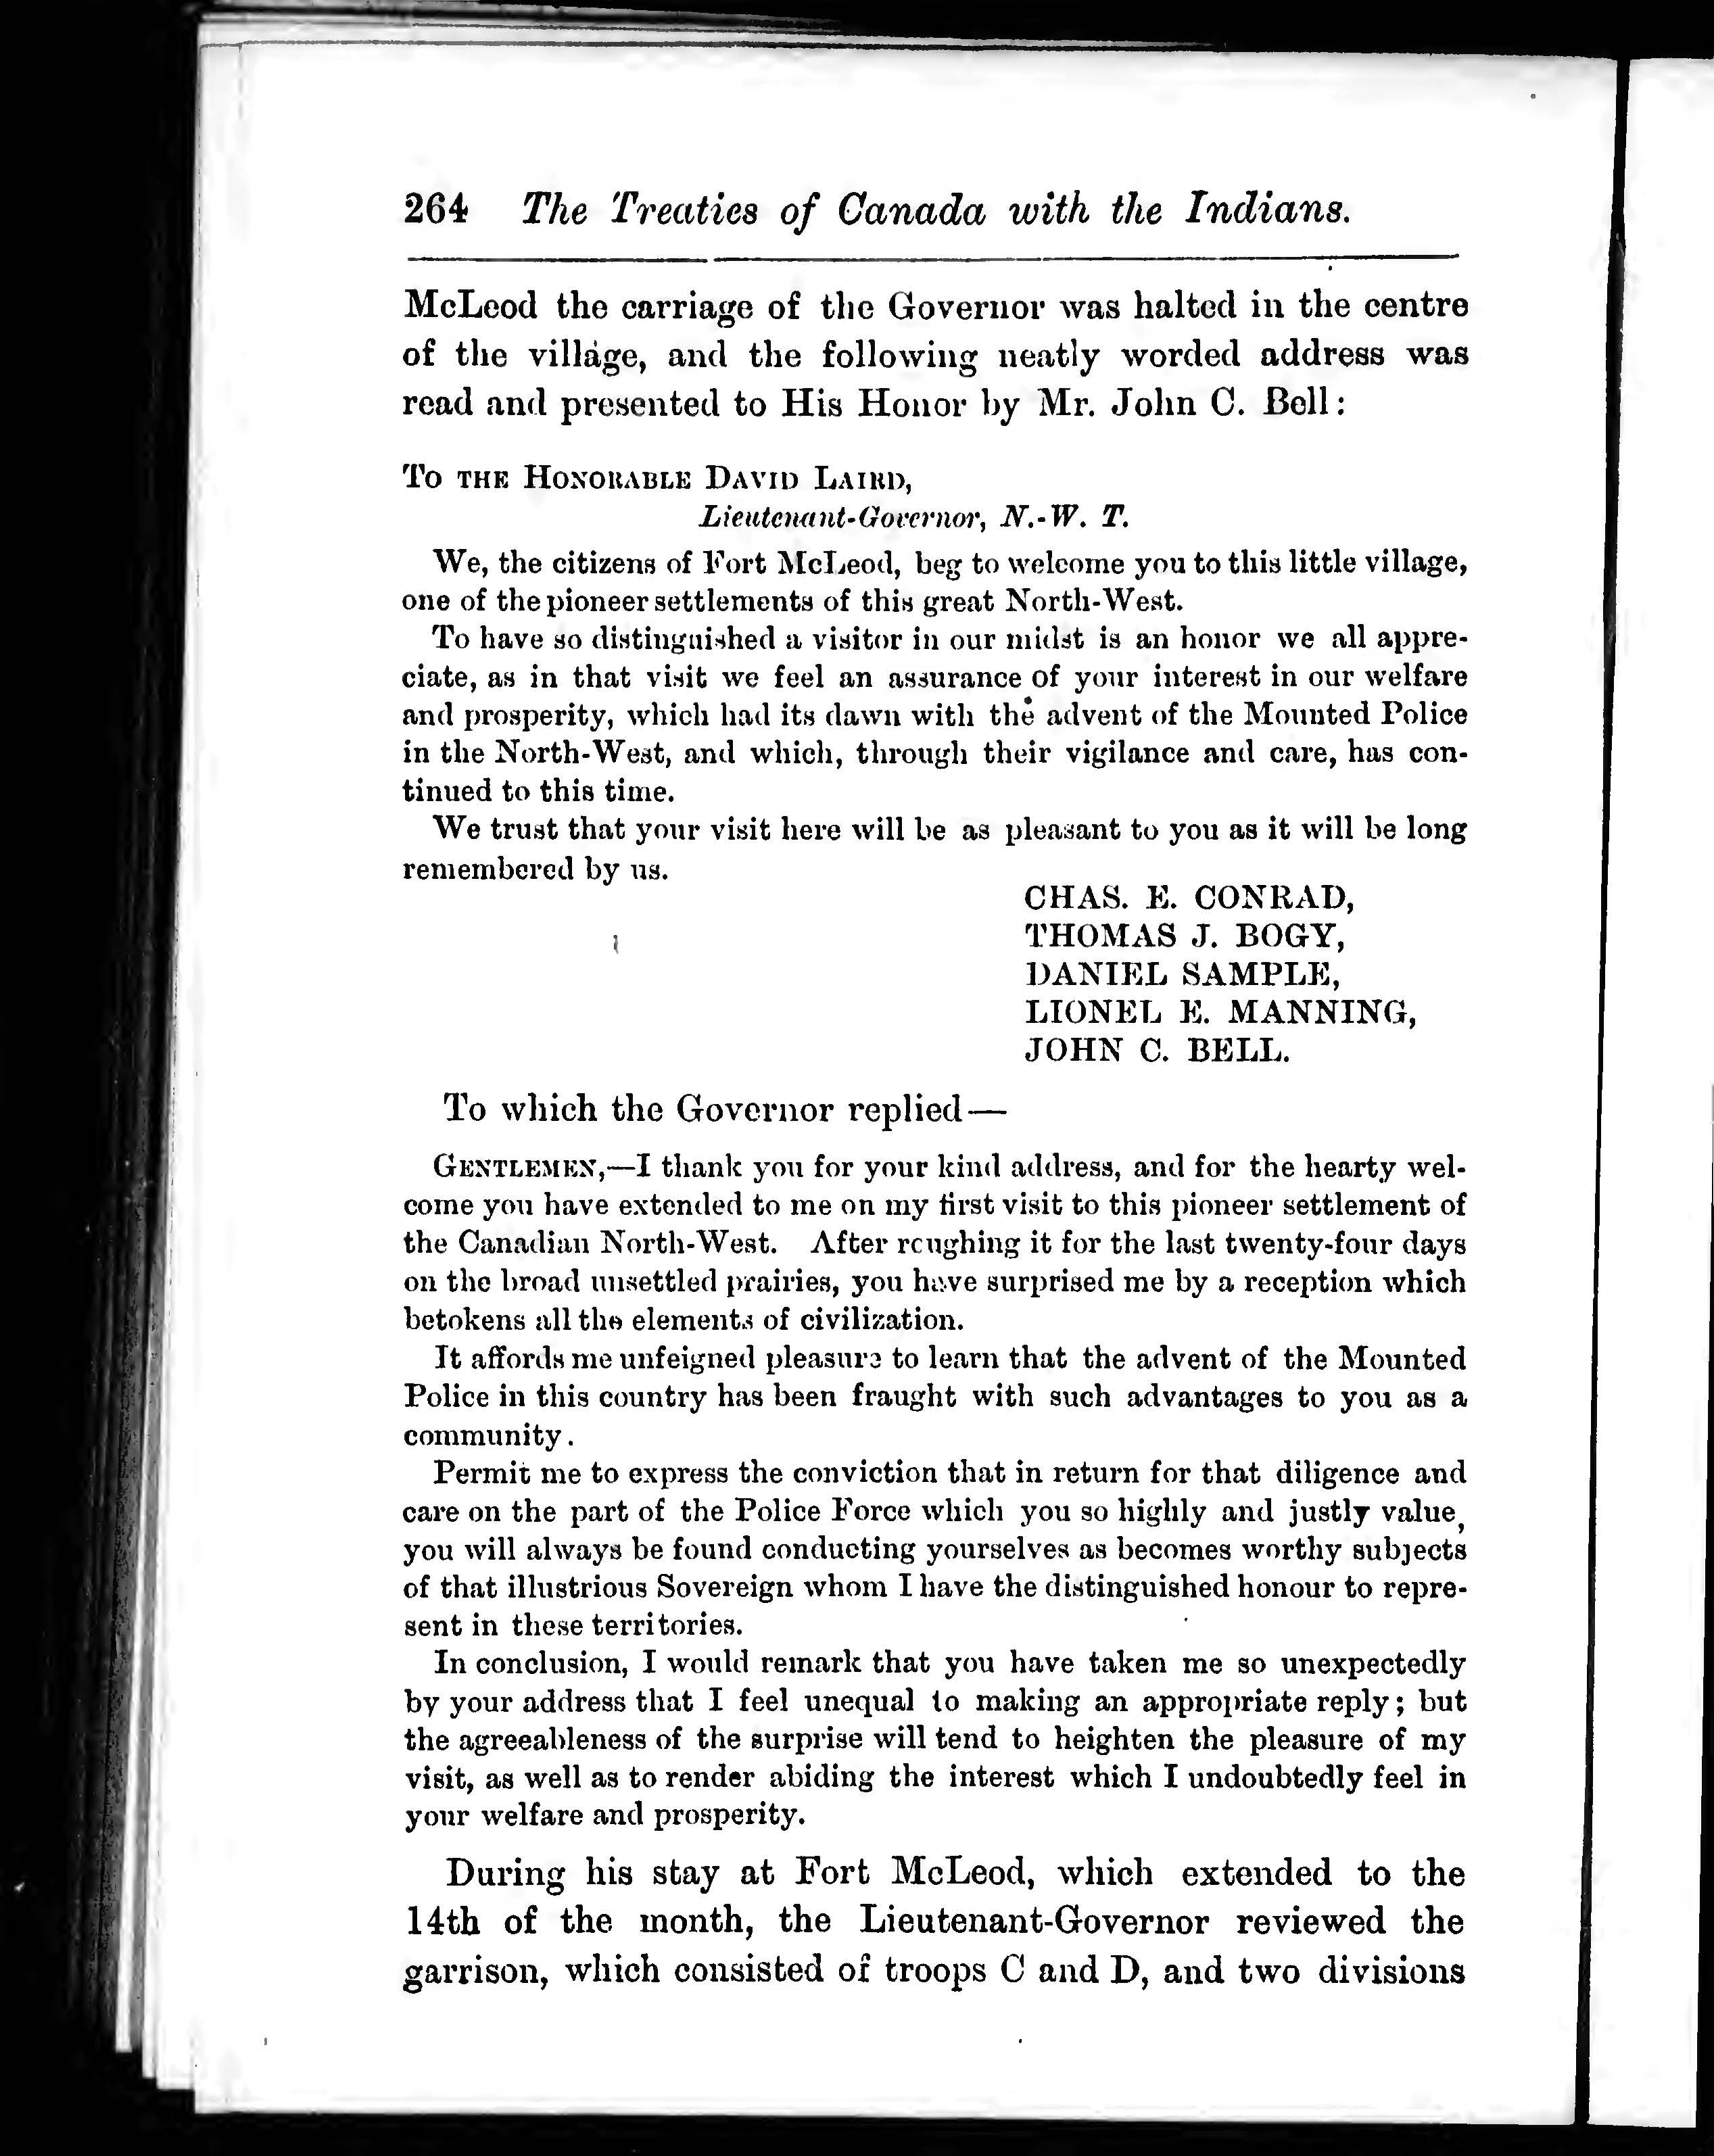 264 The Treaties of Canada with the Indians.
McLeod the carriage of the Governor was halted in the centre
of the village, and the following neatly worded address was
read and presented to His Honor by Mr. John C. Bell:
To the Honorable David Laird,
Lieutenant-Governor, N.-W. T.
We, the citizens of Fort McLeod, beg to welcome you to this little village,
one of the pioneer settlements of this great North-West.
To have so distinguished a visitor in our midst is an honor we all appre-
ciate, as in that visit we feel an assurance of your interest in our welfare
and prosperity, which had its dawn with the advent of the Mounted Police
in the North-West, and which, through their vigilance and care, has con-
tinued to this time.
We trust that your visit here will be as pleasant to you as it will be long
remembered by us.
CHAS. E. CONRAD,
THOMAS J. BOGY,
DANIEL SAMPLE,
LIONEL E. MANNING,
JOHN C. BELL.
To which the Governor replied—
Gentlemen,—I thank you for your kind address, and for the hearty wel-
come you have extended to me on my first visit to this pioneer settlement of
the Canadian North-West. After roughing it for the last twenty-four days
on the broad unsettled prairies, you have surprised me by a reception which
betokens all the elements of civilization.
It affords me unfeigned pleasure to learn that the advent of the Mounted
Police in this country has been fraught with such advantages to you as a
community.
Permit me to express the conviction that in return for that diligence and
care on the part of the Police Force which you so highly and justly value,
you will always be found conducting yourselves as becomes worthy subjects
of that illustrious Sovereign whom I have the distinguished honour to repre-
sent in these territories.
In conclusion, I would remark that you have taken me so unexpectedly
by your address that I feel unequal to making an appropriate reply; but
the agreeableness of the surprise will tend to heighten the pleasure of my
visit, as well as to render abiding the interest which I undoubtedly feel in
your welfare and prosperity.
During his stay at Fort McLeod, which extended to the
14th of the month, the Lieutenant-Governor reviewed the
garrison, which consisted of troops C and D, and two divisions